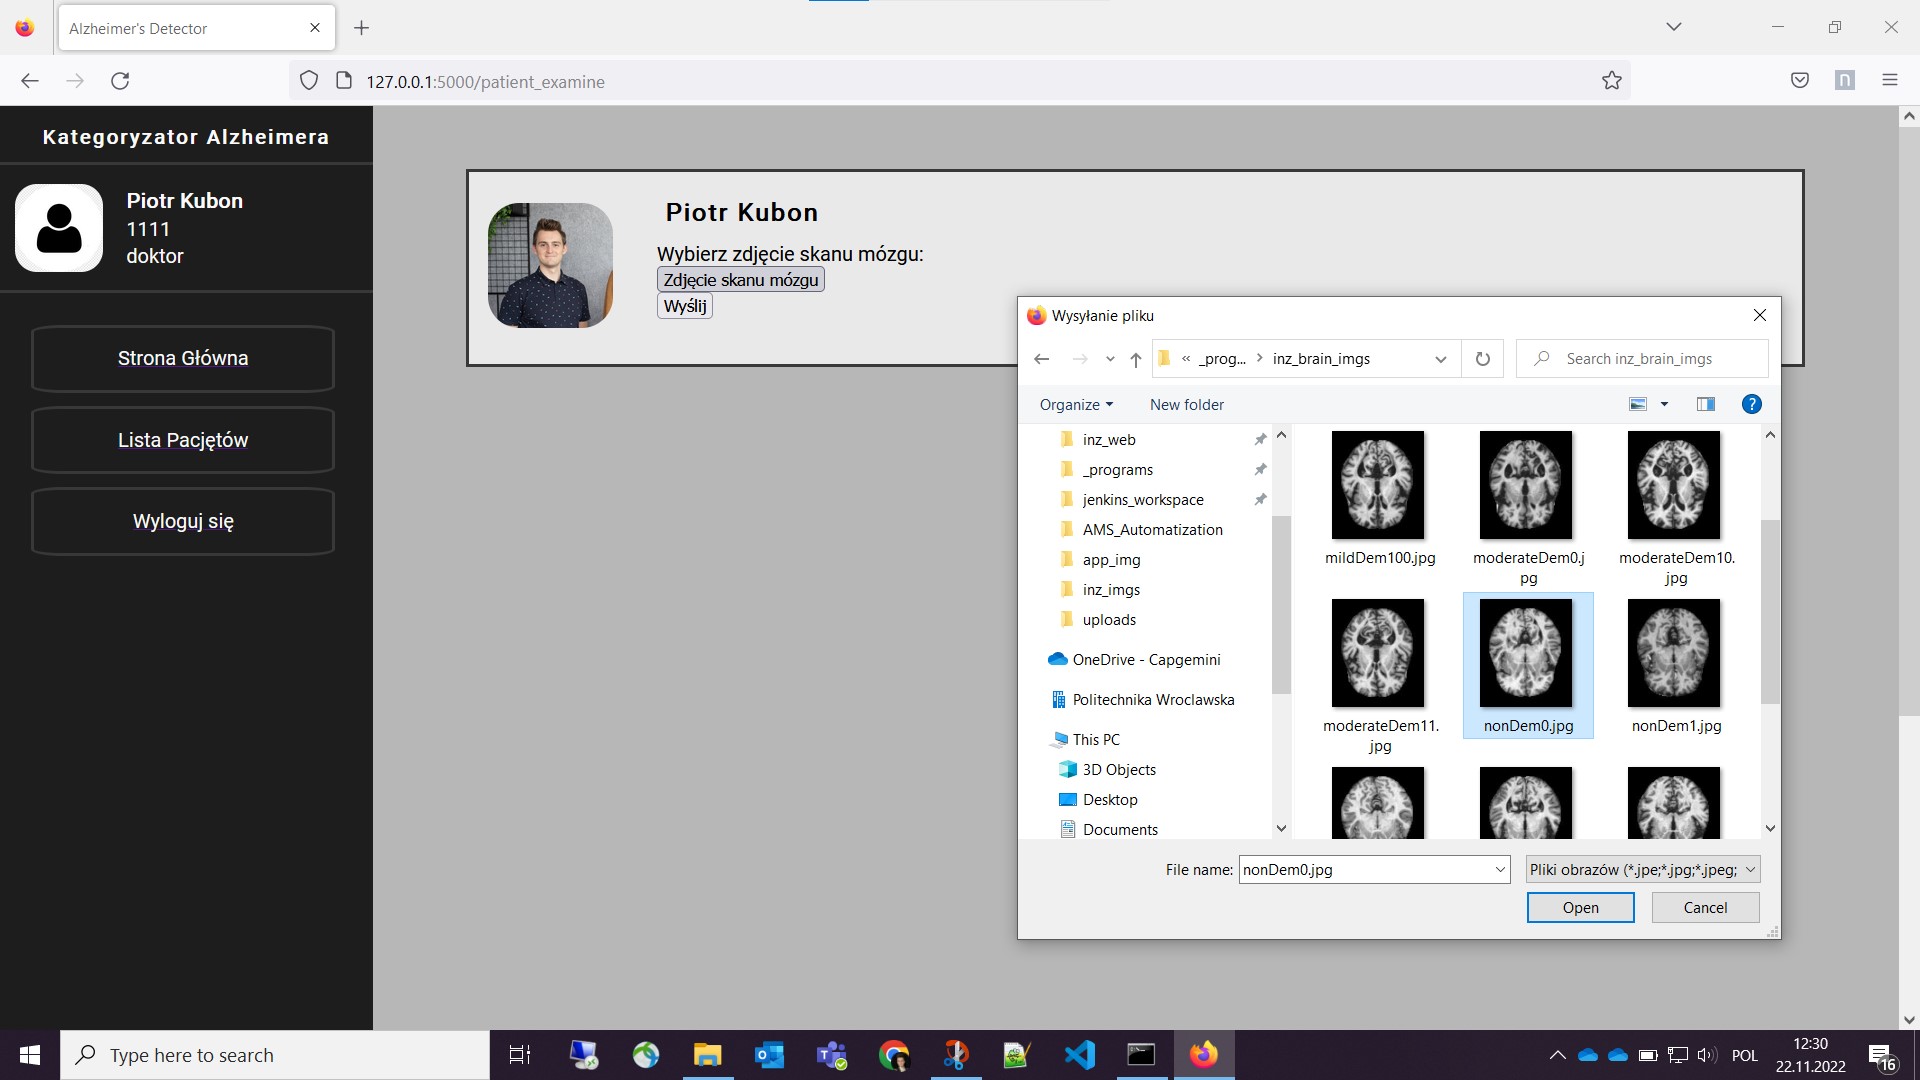 Alzheimer's Detector
127.0.0.1:5000/patient_examine
Kategoryzator Alzheimera
Piotr Kubon
1111
doktor
Strona Główna
Lista Pacjętów
Wyloguj się
Piotr Kubon
Wybierz zdjęcie skanu mózgu:
Zdjęcie skanu mózgu
Wyślij
Wysyłanie pliku
« _prog... > inz_brain_imgs
Search inz_brain_imgs
Organize
New folder
inz_web
_programs
jenkins_workspace
AMS_Automatization
app_img
inz_imgs
uploads
OneDrive - Capgemini
Politechnika Wroclawska
This PC
3D Objects
Desktop
Documents
mildDem100.jpg
moderateDem0.j
pg
moderateDem10.
jpg
moderateDem11.
jpg
nonDem0.jpg
nonDem1.jpg
File name:
nonDem0.jpg
Pliki obrazów (*.jpe;*.jpg;*.jpeg;
Open
Cancel
Type here to search
POL
12:30
22.11.2022
16